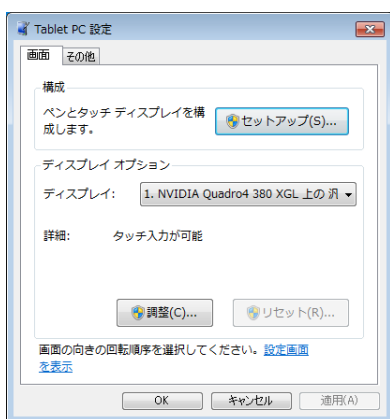 Tablet PC 設定
画面 その他
構成
ペンとタッチ ディスプレイを構
成します。
セットアップ(S)...
ディスプレイ オプション
ディスプレイ: 1. NVIDIA Quadro4 380 XGL 上の 汎
詳細: タッチ入力が可能
調整(C)... リセット(R)...
画面の向きの回転順序を選択してください。 設定画面
を表示
OK キャンセル 適用(A)